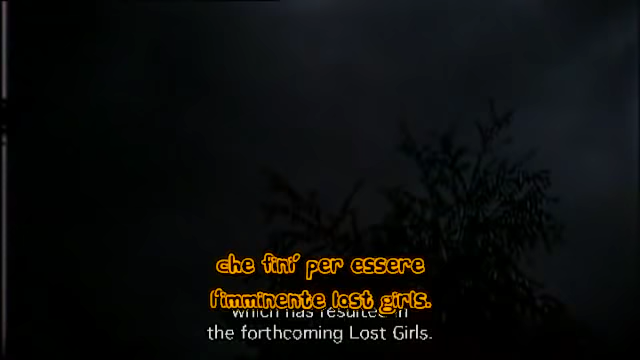 che fini' per essere
l'imminente lost girls.
which has resulted in
the forthcoming Lost Girls.